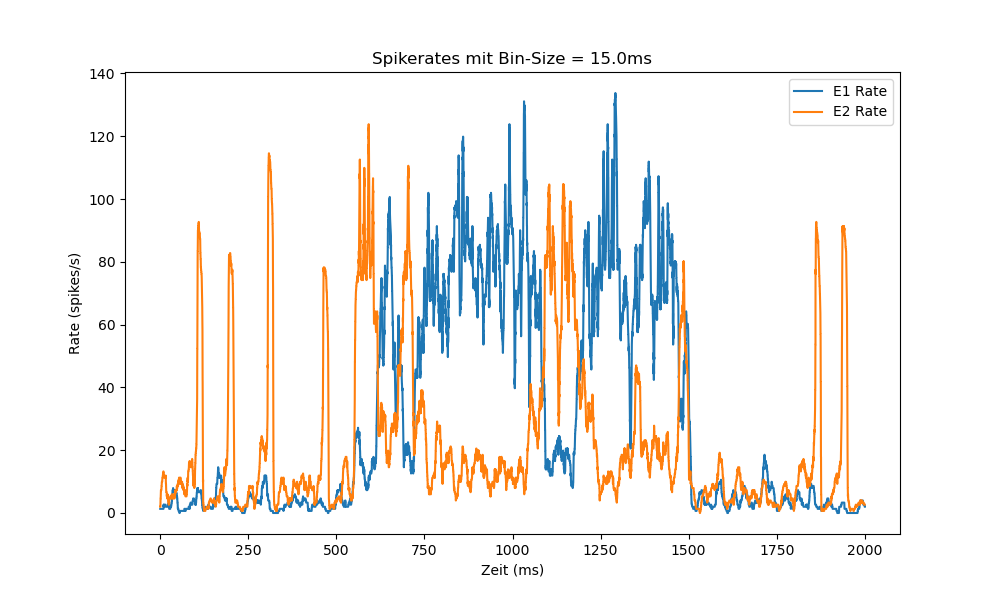 Spikerates mit Bin-Size = 15.0ms
E1 Rate
E2 Rate
Rate (spikes/s)
140
120
100
80
60
40
20
0
0 250 500 750 1000 1250 1500 1750 2000
Zeit (ms)